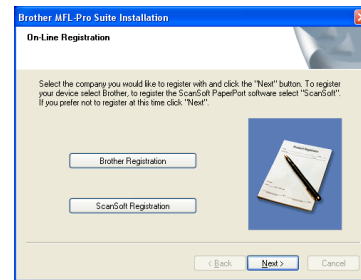 Brother MFL-Pro Suite Installation
On-Line Registration
Select the company you would like to register with and click the "Next" button. To register
your device select Brother, to register the ScanSoft PaperPort software select "ScanSoft".
If you prefer not to register at this time click "Next".
Brother Registration
ScanSoft Registration
< Back
Next >
Cancel